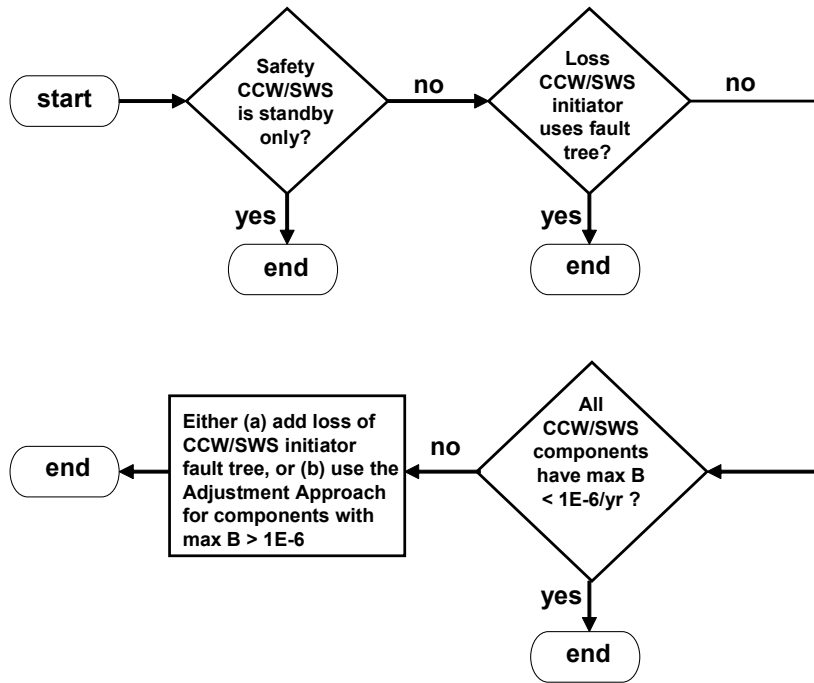 start
Safety
CCW/SWS
is standby
only?
no
yes
end
Loss
CCW/SWS
initiator
uses fault
tree?
no
yes
end
All
CCW/SWS
components
have max B
< 1E-6/yr ?
no
yes
end
Either (a) add loss of
CCW/SWS initiator
fault tree, or (b) use the
Adjustment Approach
for components with
max B > 1E-6
end